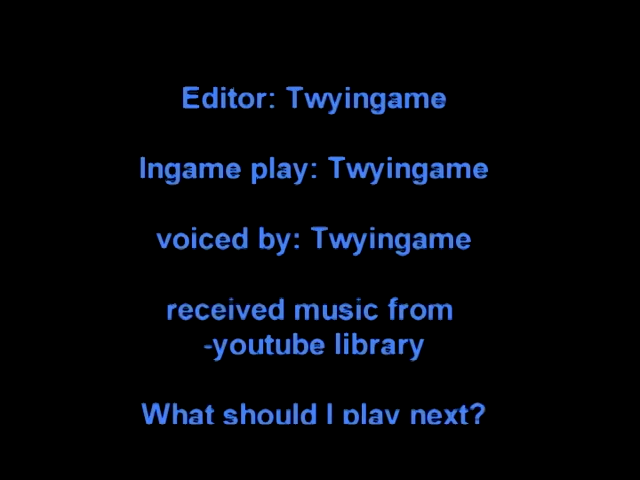 Editor: Twyingame
Ingame play: Twyingame
voiced by: Twyingame
received music from
-youtube library
What should I play next?